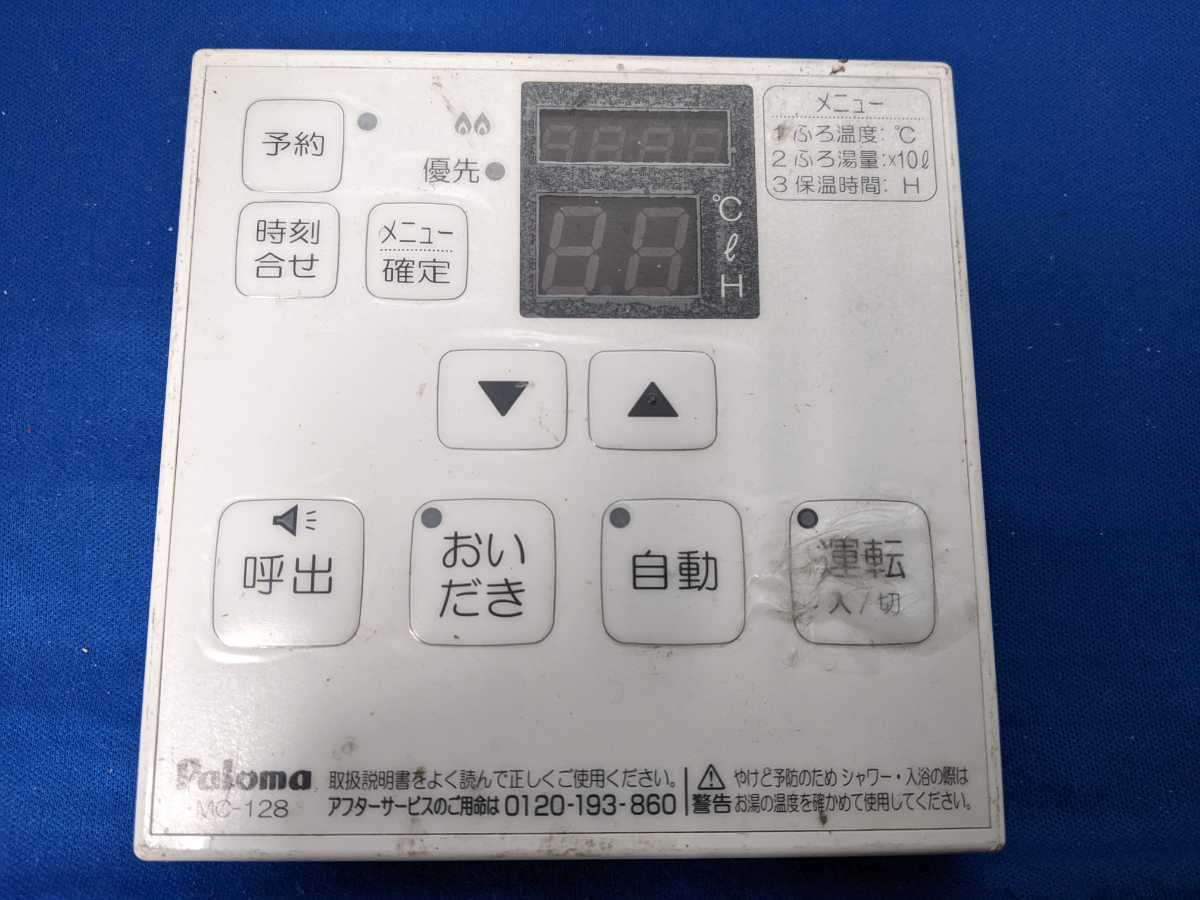 予約
優先
時刻
合せ
メニュー
確定
℃
ℓ
H
メニュー
1 ふろ温度: ℃
2 ふろ湯量: x10ℓ
3 保温時間: H
呼出
おい
だき
自動
運転
入/切
Paloma
MC-128
取扱説明書をよく読んで正しくご使用ください。
アフターサービスのご用命は 0120-193-860
警告
やけど予防のため シャワー・入浴の際は
お湯の温度を確かめて使用してください。